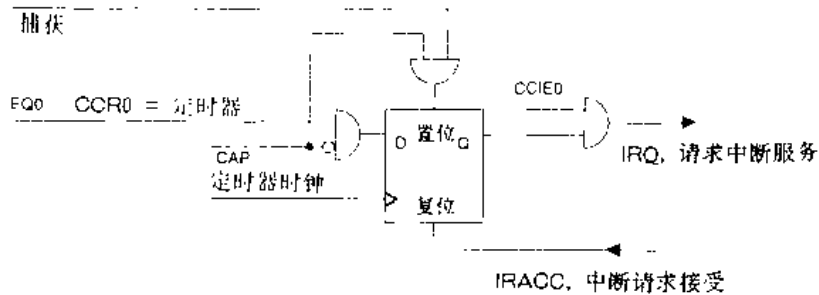 捕获
CCIE0
EQ0 CCR0 = 定时器
D 置位 Q
CAP
定时器时钟
IRQ, 请求中断服务
复位
IRACC, 中断请求接受